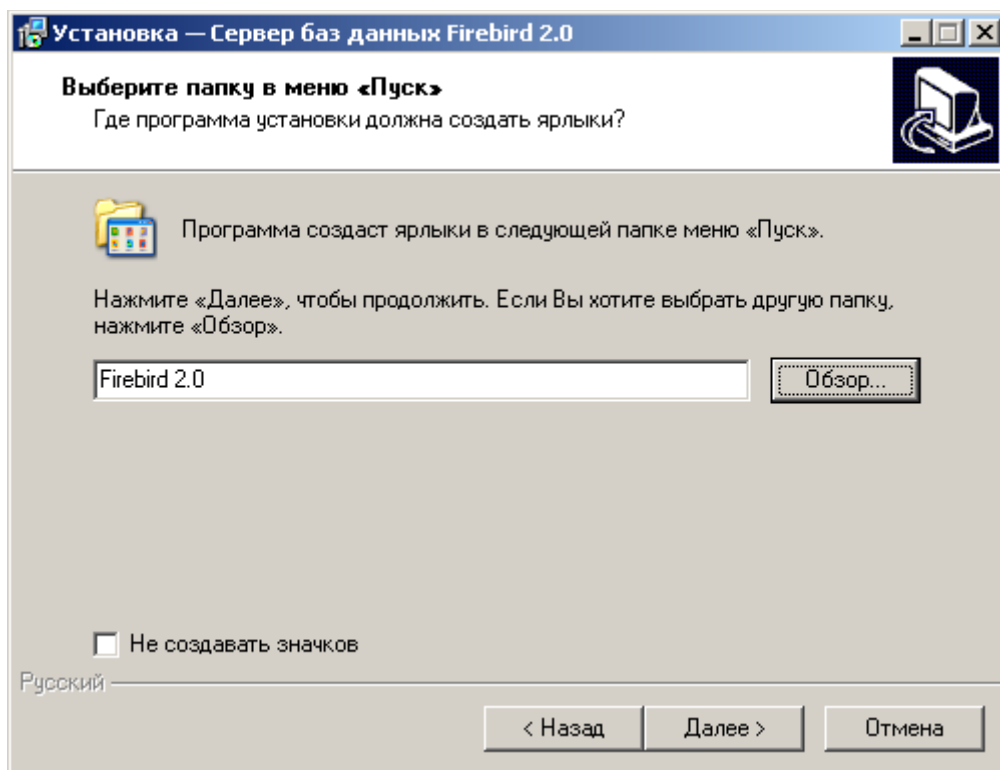 Установка — Сервер баз данных Firebird 2.0
Выберите папку в меню «Пуск»
Где программа установки должна создать ярлыки?
Программа создаст ярлыки в следующей папке меню «Пуск».
Нажмите «Далее», чтобы продолжить. Если Вы хотите выбрать другую папку,
нажмите «Обзор».
Firebird 2.0
Обзор...
Не создавать значков
Русский
< Назад
Далее >
Отмена